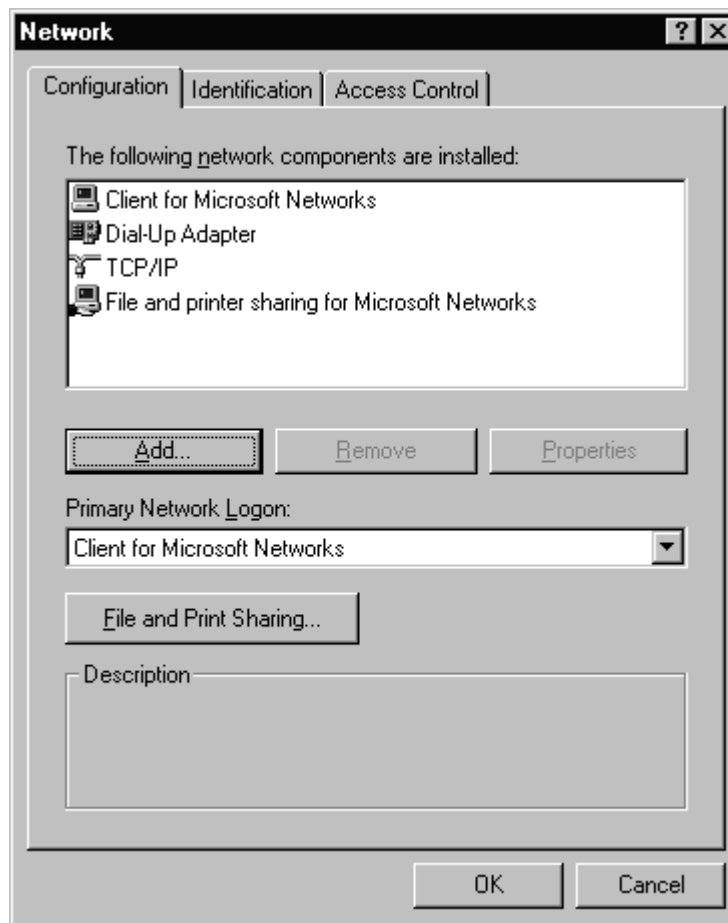 Network
Configuration Identification Access Control
The following network components are installed:
Client for Microsoft Networks
Dial-Up Adapter
TCP/IP
File and printer sharing for Microsoft Networks
Add... Remove Properties
Primary Network Logon:
Client for Microsoft Networks
File and Print Sharing...
Description
OK Cancel